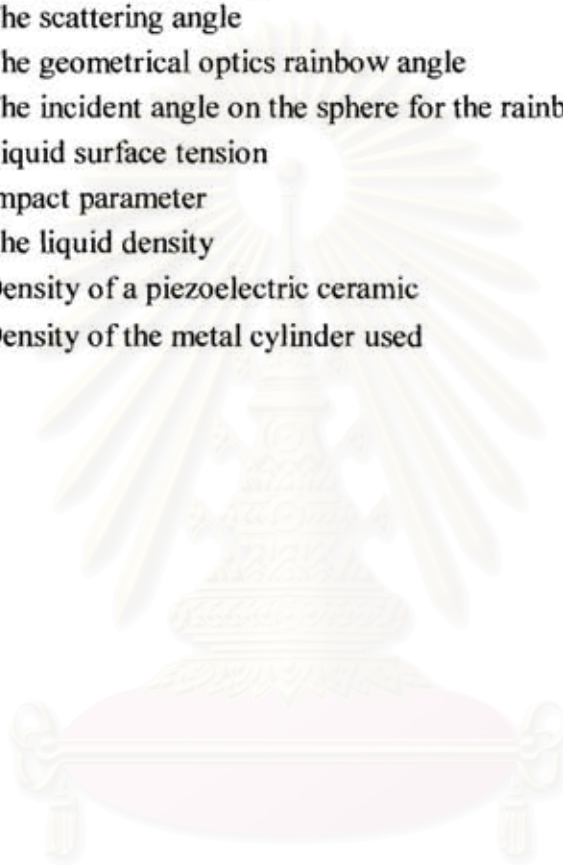 he scattering angle
he geometrical optics rainbow angle
he incident angle on the sphere for the rainb
iquid surface tension
mpact parameter
he liquid density
ensity of a piezoelectric ceramic
ensity of the metal cylinder used